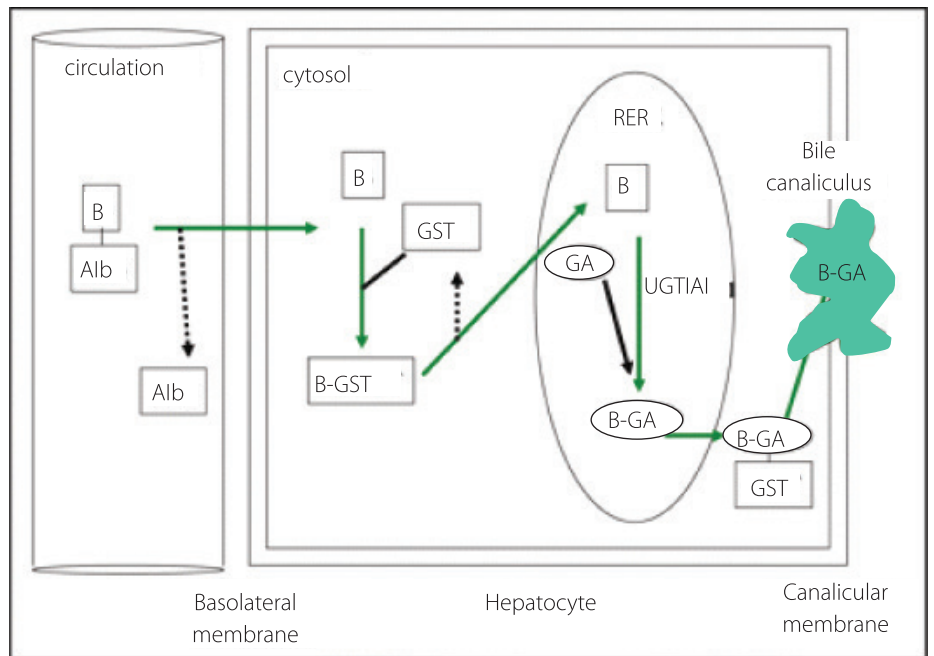 circulation
cytosol
RER
Bile
canaliculus
B
B
B
Alb
GST
GA
UGTIAI
B-GA
Alb
B-GST
B-GA
B-GA
GST
Basolateral
membrane
Hepatocyte
Canalicular
membrane